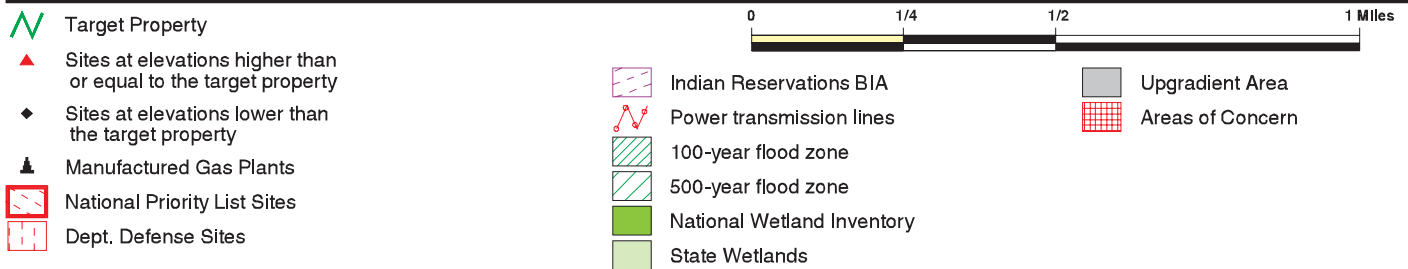 Target Property
Sites at elevations higher than
or equal to the target property
Sites at elevations lower than
the target property
Manufactured Gas Plants
National Priority List Sites
Dept. Defense Sites
0 1/4 1/2 1 Miles
Indian Reservations BIA
Power transmission lines
100-year flood zone
500-year flood zone
National Wetland Inventory
State Wetlands
Upgradient Area
Areas of Concern